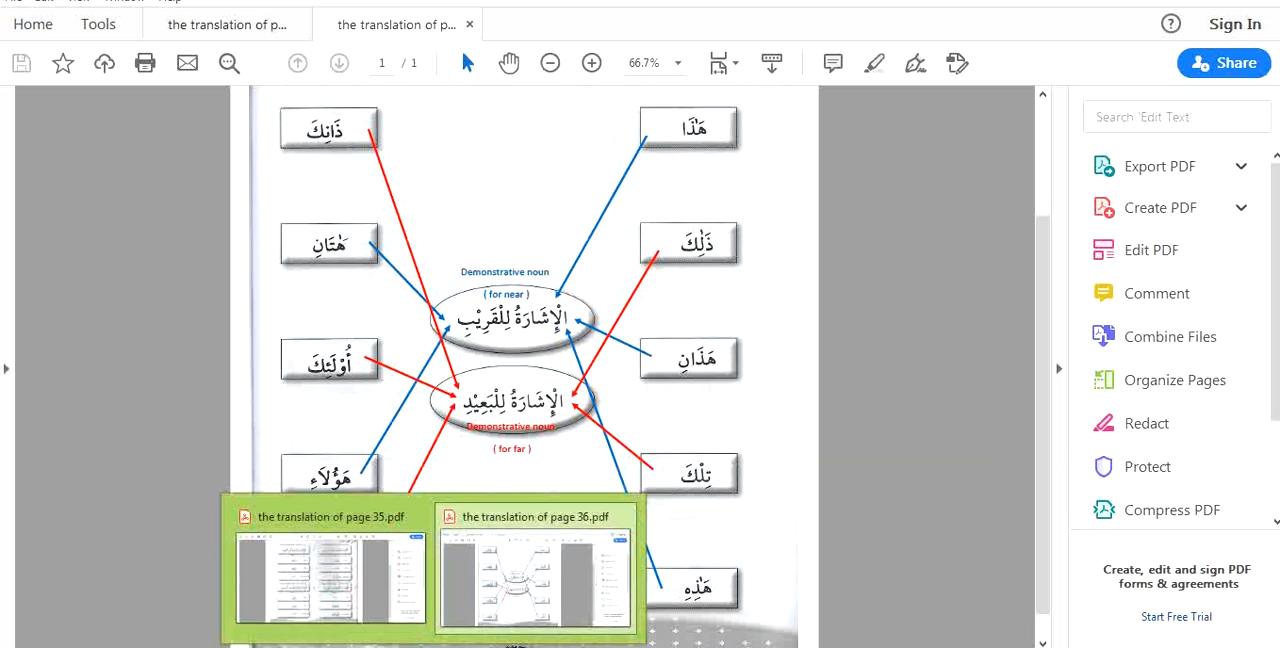 Home
Tools
the translation of p...
the translation of p...
×
?
Sign In
1 / 1
66.7%
Share
ذَانِكَ
هٰذَا
هٰتَانِ
ذٰلِكَ
Demonstrative noun
( for near )
الْإِشَارَةُ لِلْقَرِيْبِ
أُوْلَئِكَ
هَذَانِ
الْإِشَارَةُ لِلْبَعِيْدِ
Demonstrative noun
( for far )
هَؤُلاَءِ
تِلْكَ
هٰذِهِ
the translation of page 35.pdf
the translation of page 36.pdf
Search 'Edit Text'
Export PDF
Create PDF
Edit PDF
Comment
Combine Files
Organize Pages
Redact
Protect
Compress PDF
Create, edit and sign PDF
forms & agreements
Start Free Trial